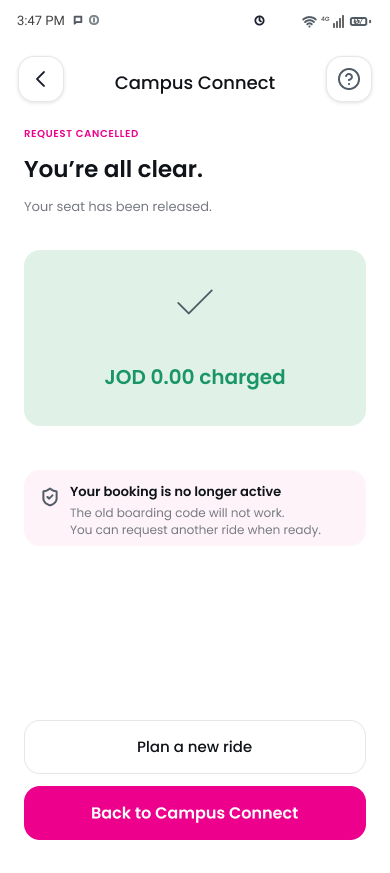 3:47 PM
4G
Campus Connect
REQUEST CANCELLED
You’re all clear.
Your seat has been released.
JOD 0.00 charged
Your booking is no longer active
The old boarding code will not work.
You can request another ride when ready.
Plan a new ride
Back to Campus Connect